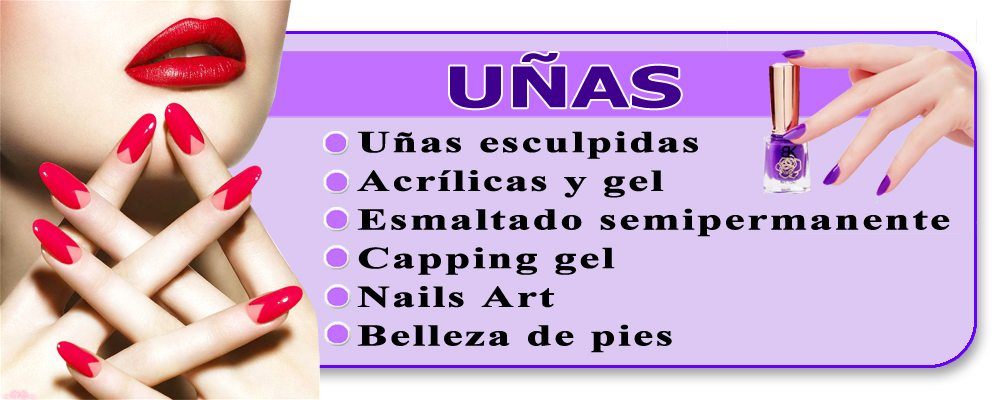 UÑAS
Uñas esculpidas
Acrílicas y gel
Esmaltado semipermanente
Capping gel
Nails Art
Belleza de pies